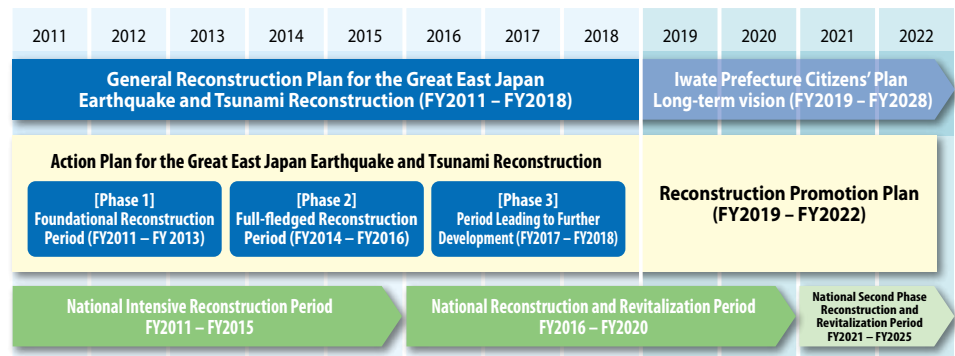 2011 2012 2013 2014 2015 2016 2017 2018 2019 2020 2021 2022
General Reconstruction Plan for the Great East Japan
Earthquake and Tsunami Reconstruction (FY2011 – FY2018)
Iwate Prefecture Citizens' Plan
Long-term vision (FY2019 – FY2028)
Action Plan for the Great East Japan Earthquake and Tsunami Reconstruction
[Phase 1]
Foundational Reconstruction
Period (FY2011 – FY 2013)
[Phase 2]
Full-fledged Reconstruction
Period (FY2014 – FY2016)
[Phase 3]
Period Leading to Further
Development (FY2017 – FY2018)
Reconstruction Promotion Plan
(FY2019 – FY2022)
National Intensive Reconstruction Period
FY2011 – FY2015
National Reconstruction and Revitalization Period
FY2016 – FY2020
National Second Phase
Reconstruction and
Revitalization Period
FY2021 – FY2025